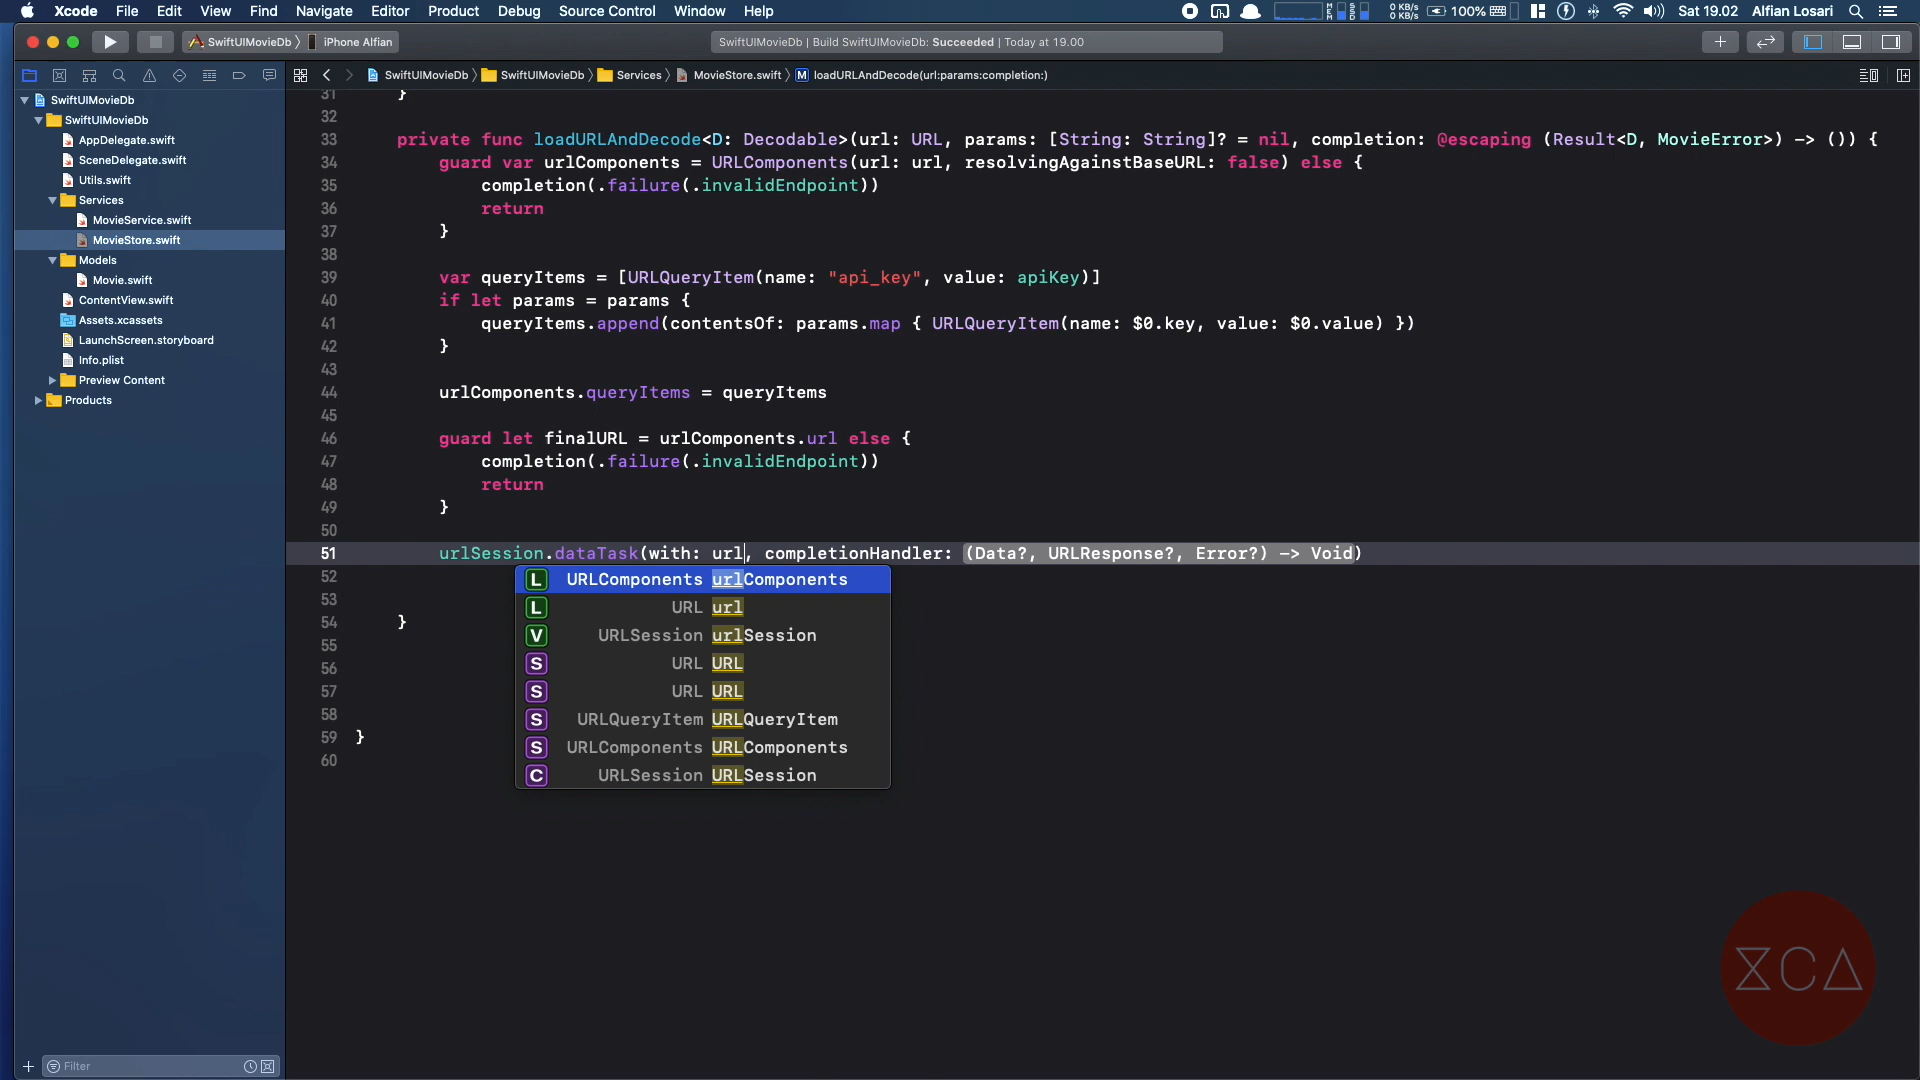 Xcode File Edit View Find Navigate Editor Product Debug Source Control Window Help
0 KB/s
0 KB/s
100%
Sat 19.02 Alfian Losari
SwiftUIMovieDb iPhone Alfian
SwiftUIMovieDb | Build SwiftUIMovieDb: Succeeded | Today at 19.00
SwiftUIMovieDb SwiftUIMovieDb Services MovieStore.swift M loadURLAndDecode(url:params:completion:)
SwiftUIMovieDb
SwiftUIMovieDb
AppDelegate.swift
SceneDelegate.swift
Utils.swift
Services
MovieService.swift
MovieStore.swift
Models
Movie.swift
ContentView.swift
Assets.xcassets
LaunchScreen.storyboard
Info.plist
Preview Content
Products
Filter
31 }
32
33 private func loadURLAndDecode<D: Decodable>(url: URL, params: [String: String]? = nil, completion: @escaping (Result<D, MovieError>) -> ()) {
34 guard var urlComponents = URLComponents(url: url, resolvingAgainstBaseURL: false) else {
35 completion(.failure(.invalidEndpoint))
36 return
37 }
38
39 var queryItems = [URLQueryItem(name: "api_key", value: apiKey)]
40 if let params = params {
41 queryItems.append(contentsOf: params.map { URLQueryItem(name: $0.key, value: $0.value) })
42 }
43
44 urlComponents.queryItems = queryItems
45
46 guard let finalURL = urlComponents.url else {
47 completion(.failure(.invalidEndpoint))
48 return
49 }
50
51 urlSession.dataTask(with: url, completionHandler: (Data?, URLResponse?, Error?) -> Void)
52
53
54 }
55
56
57
58
59 }
60
L URLComponents urlComponents
L URL url
V URLSession urlSession
S URL URL
S URL URL
S URLQueryItem URLQueryItem
S URLComponents URLComponents
C URLSession URLSession
XCA